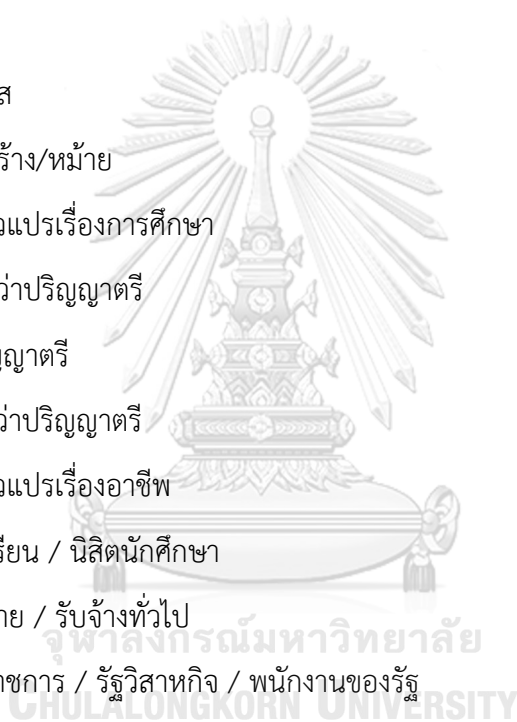 ส
ร้าง/หม้าย
วแปรเรื่องการศึกษา
ว่าปริญญาตรี
ญญาตรี
ว่าปริญญาตรี
วแปรเรื่องอาชีพ
รียน / นิสิตนักศึกษา
าย / รับจ้างทั่วไป
จุฬาลงกรณ์มหาวิทยาลัย
าชการ / รัฐวิสาหกิจ / พนักงานของรัฐ
CHULALONGKORN UNIVERSITY